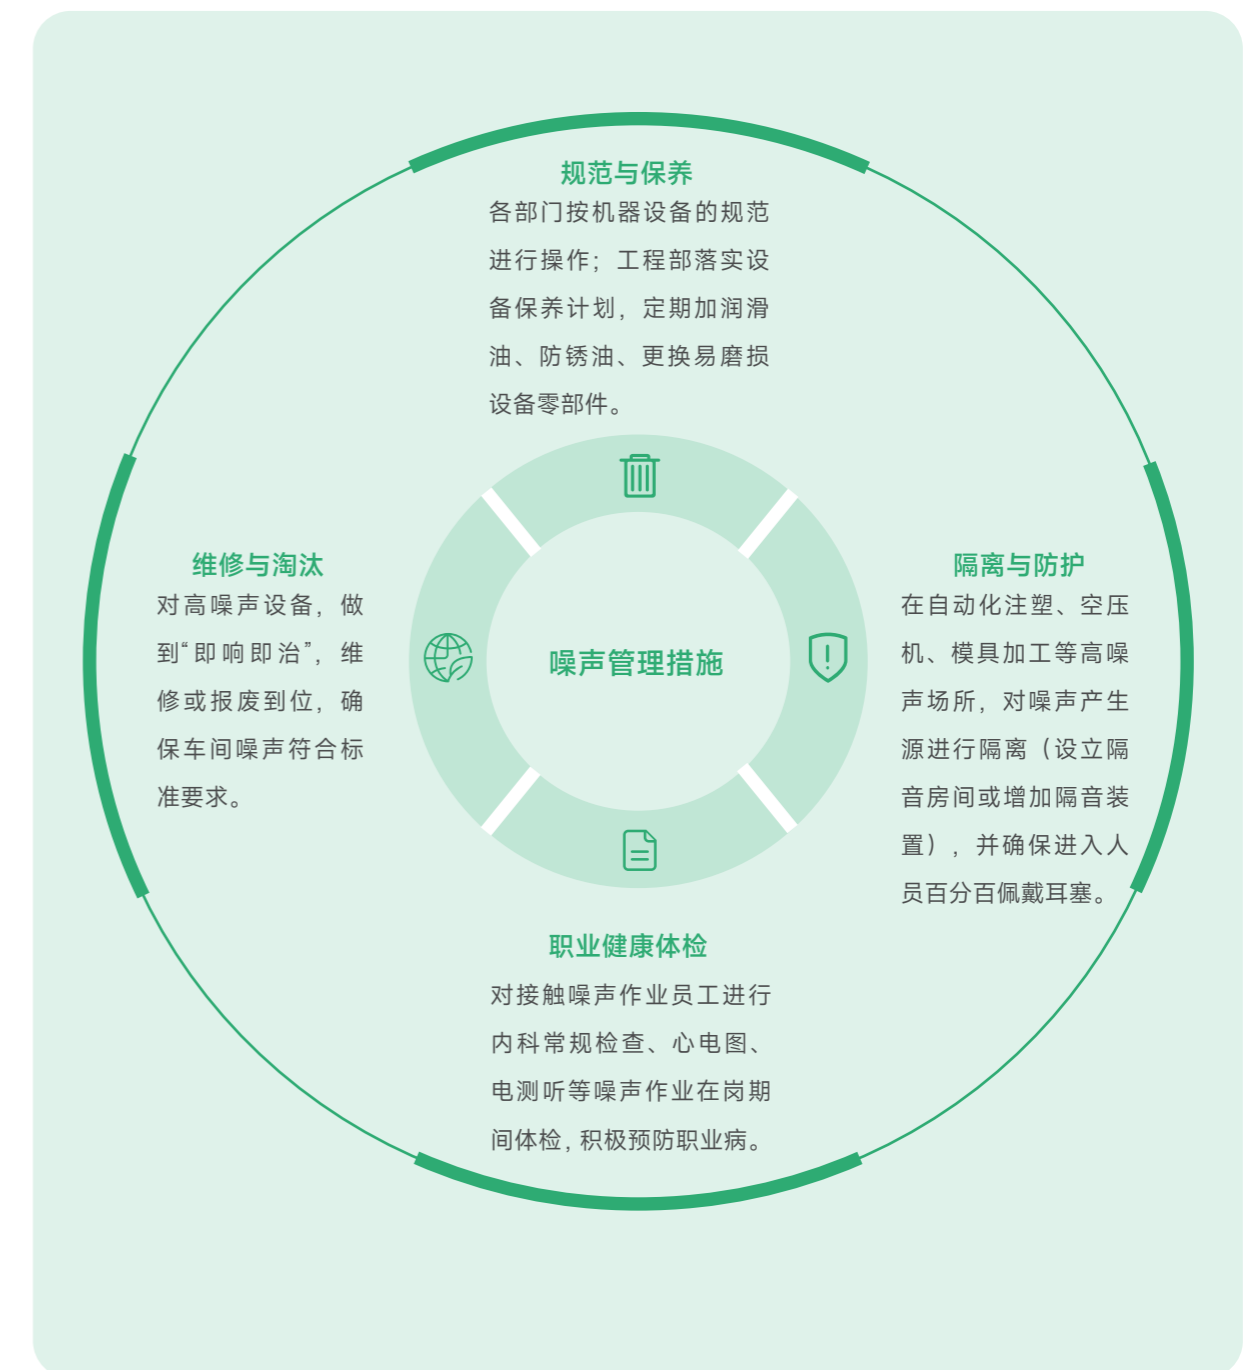 规范与保养
各部门按机器设备的规范
进行操作；工程部落实设
备保养计划，定期加润滑
油、防锈油、更换易磨损
设备零部件。
维修与淘汰
对高噪声设备，做
到“即响即治”，维
修或报废到位，确
保车间噪声符合标
准要求。
噪声管理措施
隔离与防护
在自动化注塑、空压
机、模具加工等高噪
声场所，对噪声产生
源进行隔离（设立隔
音房间或增加隔音装
置），并确保进入人
员百分百佩戴耳塞。
职业健康体检
对接触噪声作业员工进行
内科常规检查、心电图、
电测听等噪声作业在岗期
间体检，积极预防职业病。